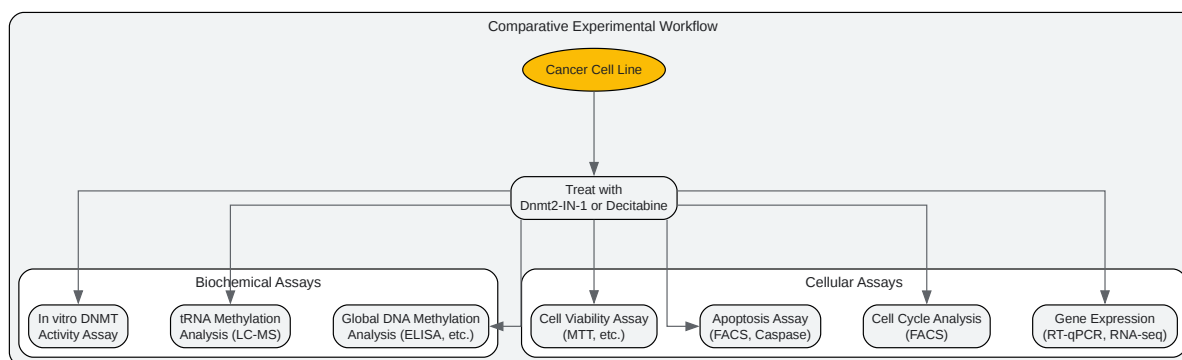 Comparative Experimental Workflow
Cancer Cell Line
Treat with
Dnmt2-IN-1 or Decitabine
Biochemical Assays
In vitro DNMT
Activity Assay
tRNA Methylation
Analysis (LC-MS)
Global DNA Methylation
Analysis (ELISA, etc.)
Cellular Assays
Cell Viability Assay
(MTT, etc.)
Apoptosis Assay
(FACS, Caspase)
Cell Cycle Analysis
(FACS)
Gene Expression
(RT-qPCR, RNA-seq)